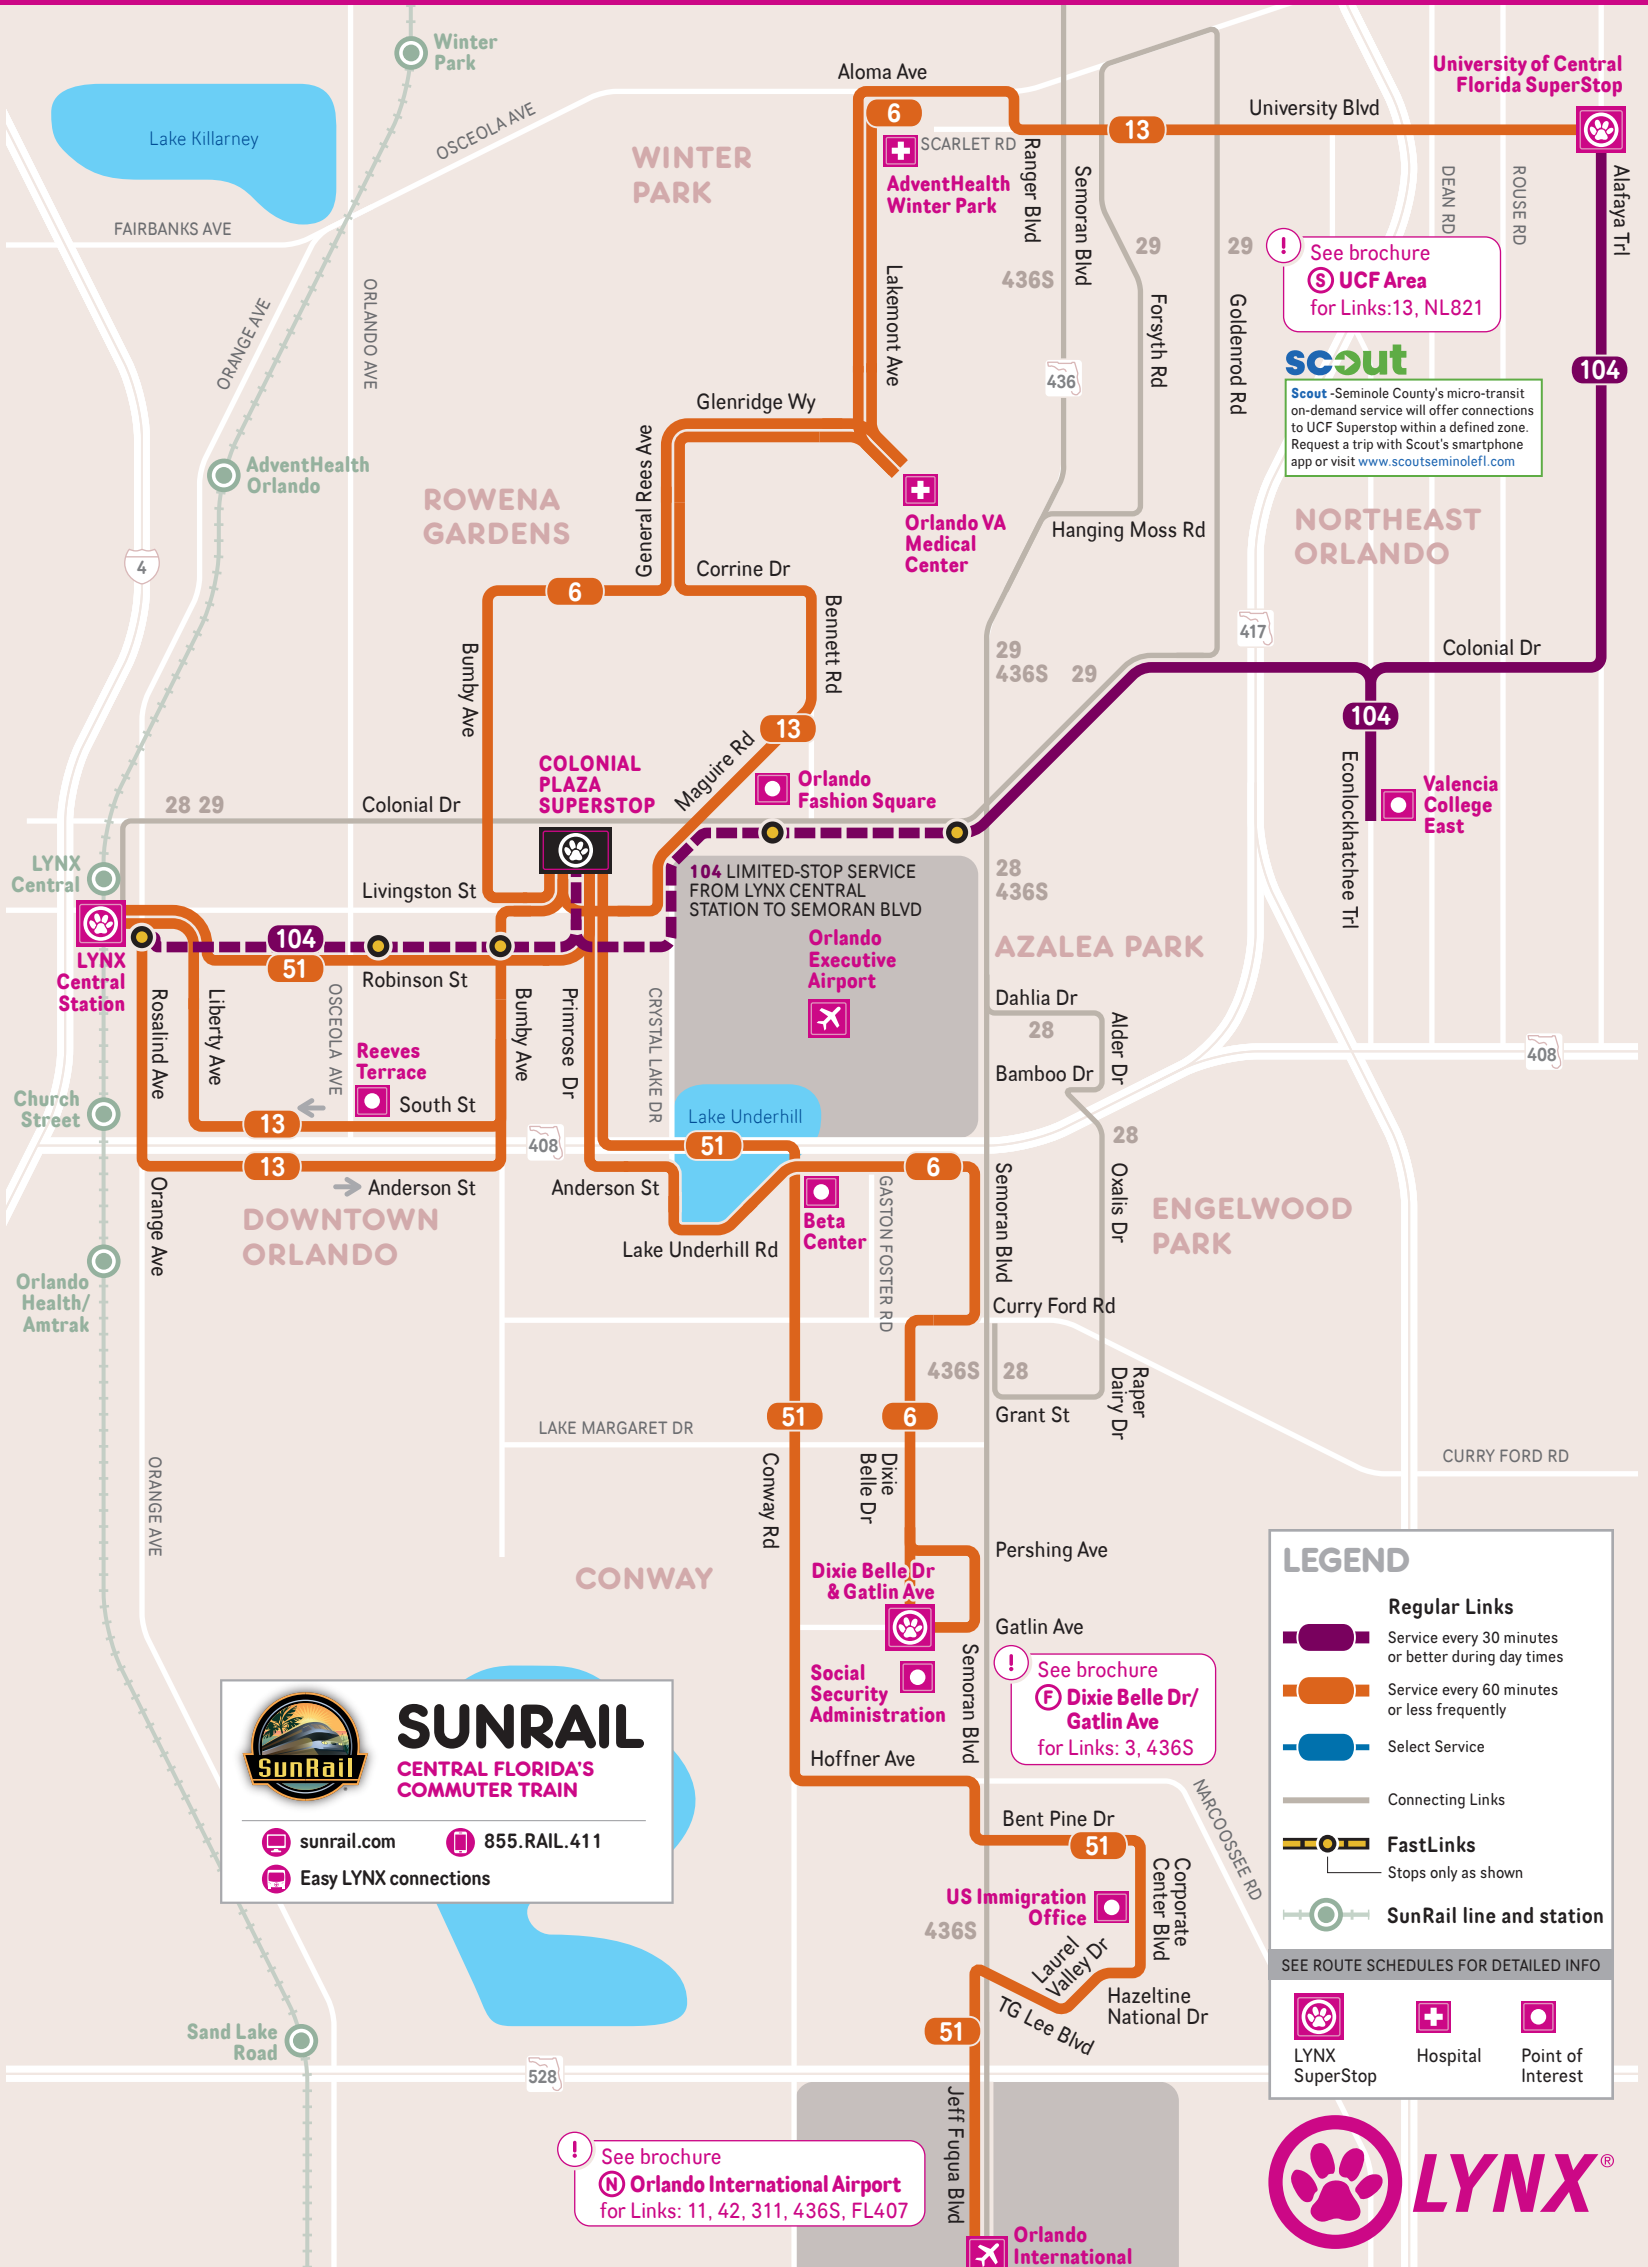 Winter
Park
Lake Killarney
OSCEOLA AVE
FAIRBANKS AVE
ORANGE AVE
ORLANDO AVE
WINTER
PARK
Aloma Ave
6
SCARLET RD
AdventHealth
Winter Park
Ranger Blvd
13
University Blvd
University of Central
Florida SuperStop
Semoran Blvd
DEAN RD
ROUSE RD
Alafaya Trl
29
29
436S
!
See brochure
S UCF Area
for Links:13, NL821
Lakemont Ave
Forsyth Rd
Goldenrod Rd
436
scout
Scout -Seminole County's micro-transit
on-demand service will offer connections
to UCF Superstop within a defined zone.
Request a trip with Scout's smartphone
app or visit www.scoutseminolefl.com
104
Glenridge Wy
General Rees Ave
AdventHealth
Orlando
ROWENA
GARDENS
Orlando VA
Medical
Center
Hanging Moss Rd
NORTHEAST
ORLANDO
4
6
Corrine Dr
Bennett Rd
Bumby Ave
417
29
436S 29
Colonial Dr
104
13
Maguire Rd
COLONIAL
PLAZA
SUPERSTOP
Orlando
Fashion Square
Econlockhatchee Trl
Valencia
College
East
28 29
Colonial Dr
LYNX
Central
Livingston St
104 LIMITED-STOP SERVICE
FROM LYNX CENTRAL
STATION TO SEMORAN BLVD
28
436S
LYNX
Central
Station
104
51
Robinson St
Orlando
Executive
Airport
AZALEA PARK
Rosalind Ave
Liberty Ave
OSCEOLA AVE
Bumby Ave
Primrose Dr
CRYSTAL LAKE DR
Dahlia Dr
28
Alder Dr
Bamboo Dr
408
Reeves
Terrace
South St
Church
Street
13
408
Lake Underhill
51
28
13
Anderson St
Anderson St
6
Orange Ave
DOWNTOWN
ORLANDO
Lake Underhill Rd
Beta
Center
GASTON FOSTER RD
Semoran Blvd
Oxalis Dr
ENGELWOOD
PARK
Orlando
Health/
Amtrak
Curry Ford Rd
436S
28
Raper
Dairy Dr
51
6
Grant St
LAKE MARGARET DR
CURRY FORD RD
ORANGE AVE
Conway Rd
Dixie
Belle Dr
Pershing Ave
CONWAY
Dixie Belle Dr
& Gatlin Ave
Gatlin Ave
Social
Security
Administration
Semoran Blvd
!
See brochure
F Dixie Belle Dr/
Gatlin Ave
for Links: 3, 436S
LEGEND
Regular Links
Service every 30 minutes
or better during day times
Service every 60 minutes
or less frequently
Select Service
Connecting Links
FastLinks
Stops only as shown
SunRail line and station
SEE ROUTE SCHEDULES FOR DETAILED INFO
LYNX
SuperStop
Hospital
Point of
Interest
SunRail
SUNRAIL
CENTRAL FLORIDA'S
COMMUTER TRAIN
sunrail.com
855.RAIL.411
Easy LYNX connections
Hoffner Ave
Bent Pine Dr
51
NARCOOSSEE RD
US Immigration
Office
Corporate
Center Blvd
436S
Laurel
Valley Dr
Hazeltine
National Dr
TG Lee Blvd
51
Sand Lake
Road
528
Jeff Fuqua Blvd
!
See brochure
N Orlando International Airport
for Links: 11, 42, 311, 436S, FL407
Orlando
International
LYNX®